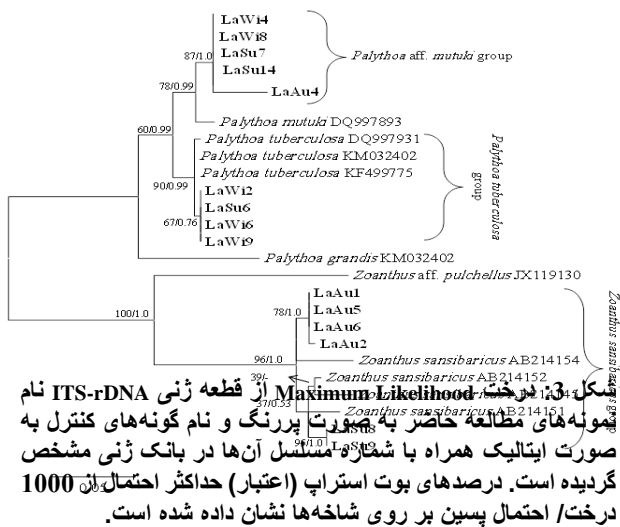 LaWi4
LaWi8
LaSu7
LaSu14
87/1.0
Palythoa aff. mutuki group
LaAu4
78/0.99
Palythoa mutuki DQ997893
60/0.99
Palythoa tuberculosa DQ997931
Palythoa tuberculosa KM032402
Palythoa tuberculosa KF499775
Palythoa tuberculosa
group
90/0.99
LaWi2
LaSu6
LaWi6
LaWi9
67/0.76
Palythoa grandis KM032402
Zoanthus aff. pulchellus JX119130
100/1.0
LaAu1
LaAu5
LaAu6
LaAu2
78/1.0
Zoanthus sansibaricus group
96/1.0
Zoanthus sansibaricus AB214154
39/-
Zoanthus sansibaricus AB214152
Zoanthus sansibaricus AB214151
LaSu8
LaSu9
شکل 3: درخت Maximum Likelihood از قطعه ژنی ITS-rDNA نام
نمونه‌های مطالعه حاضر به صورت پررنگ و نام گونه‌های کنترل به
صورت ایتالیک همراه با شماره مسلسل آن‌ها در بانک ژنی مشخص
گردیده است. درصدهای بوت استراپ (اعتبار) حداکثر احتمال از 1000
درخت/ احتمال پسین بر روی شاخه‌ها نشان داده شده است.